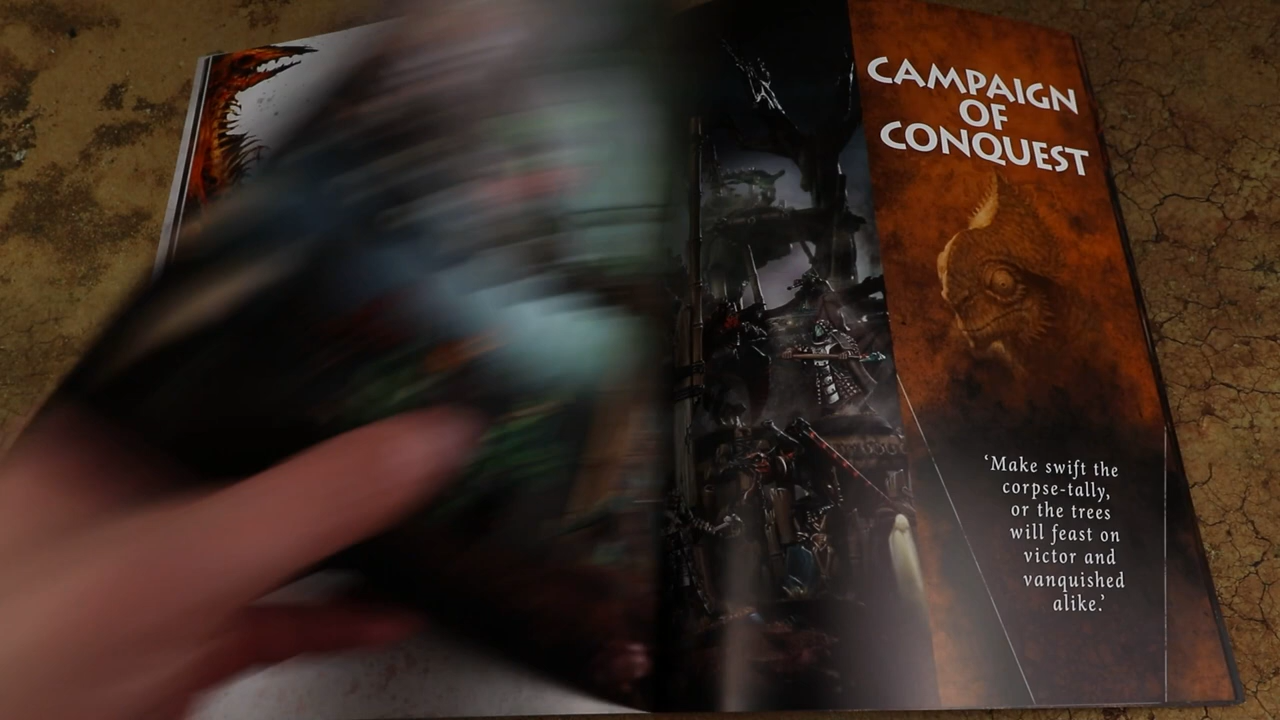 CAMPAIGN
OF
CONQUEST
‘Make swift the
corpse-tally,
or the trees
will feast on
victor and
vanquished
alike.’